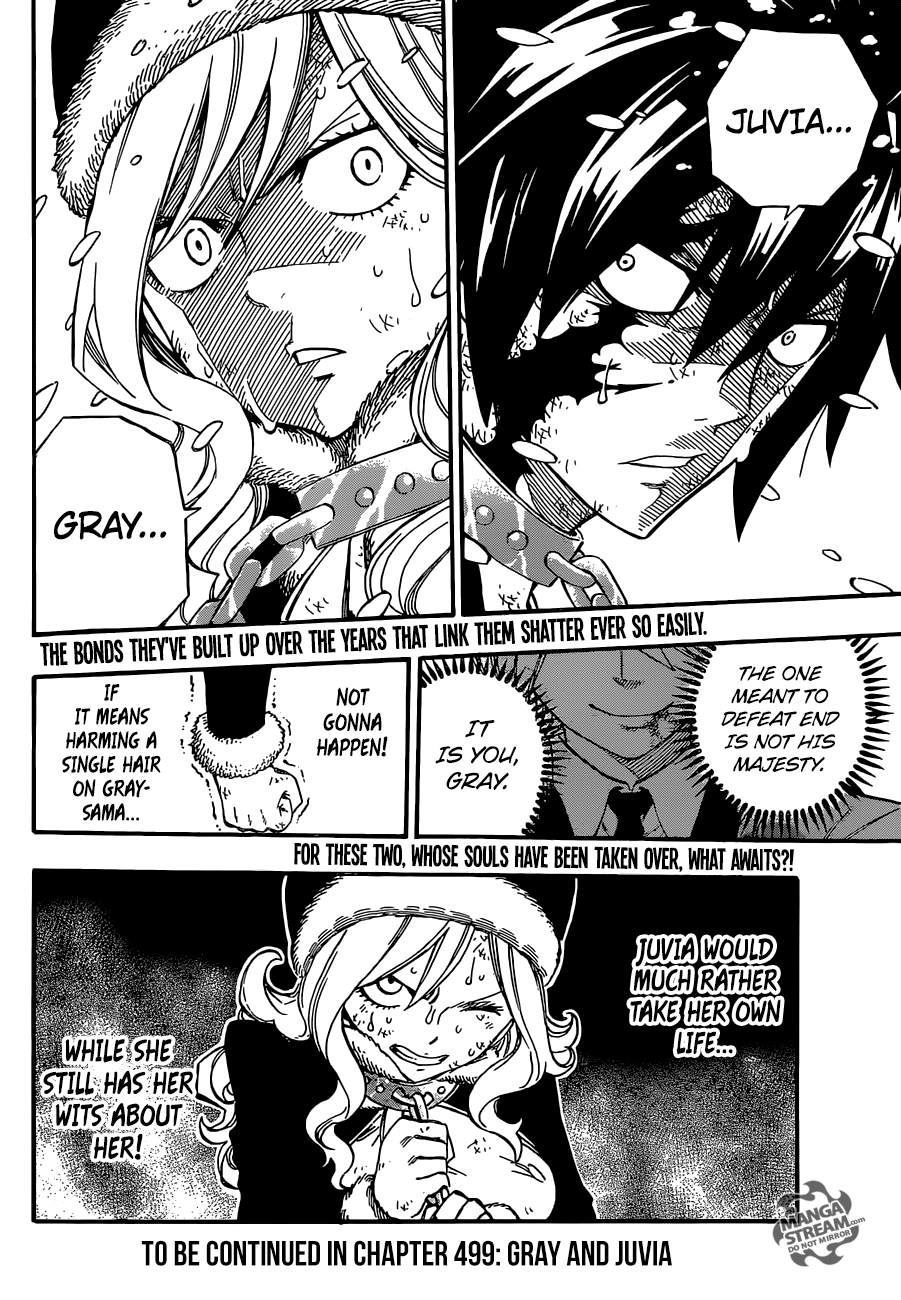 JUVIA...
GRAY...
THE BONDS THEY'VE BUILT UP OVER THE YEARS THAT LINK THEM SHATTER EVER SO EASILY.
THE ONE
MEANT TO
DEFEAT END
IS NOT HIS
MAJESTY.
IT
IS YOU,
GRAY.
NOT
GONNA
HAPPEN!
IF
IT MEANS
HARMING A
SINGLE HAIR
ON GRAY-
SAMA...
FOR THESE TWO, WHOSE SOULS HAVE BEEN TAKEN OVER, WHAT AWAITS?!
JUVIA WOULD
MUCH RATHER
TAKE HER OWN
LIFE...
WHILE SHE
STILL HAS HER
WITS ABOUT
HER!
MANGA
STREAM.com
DO NOT MIRROR!
TO BE CONTINUED IN CHAPTER 499: GRAY AND JUVIA